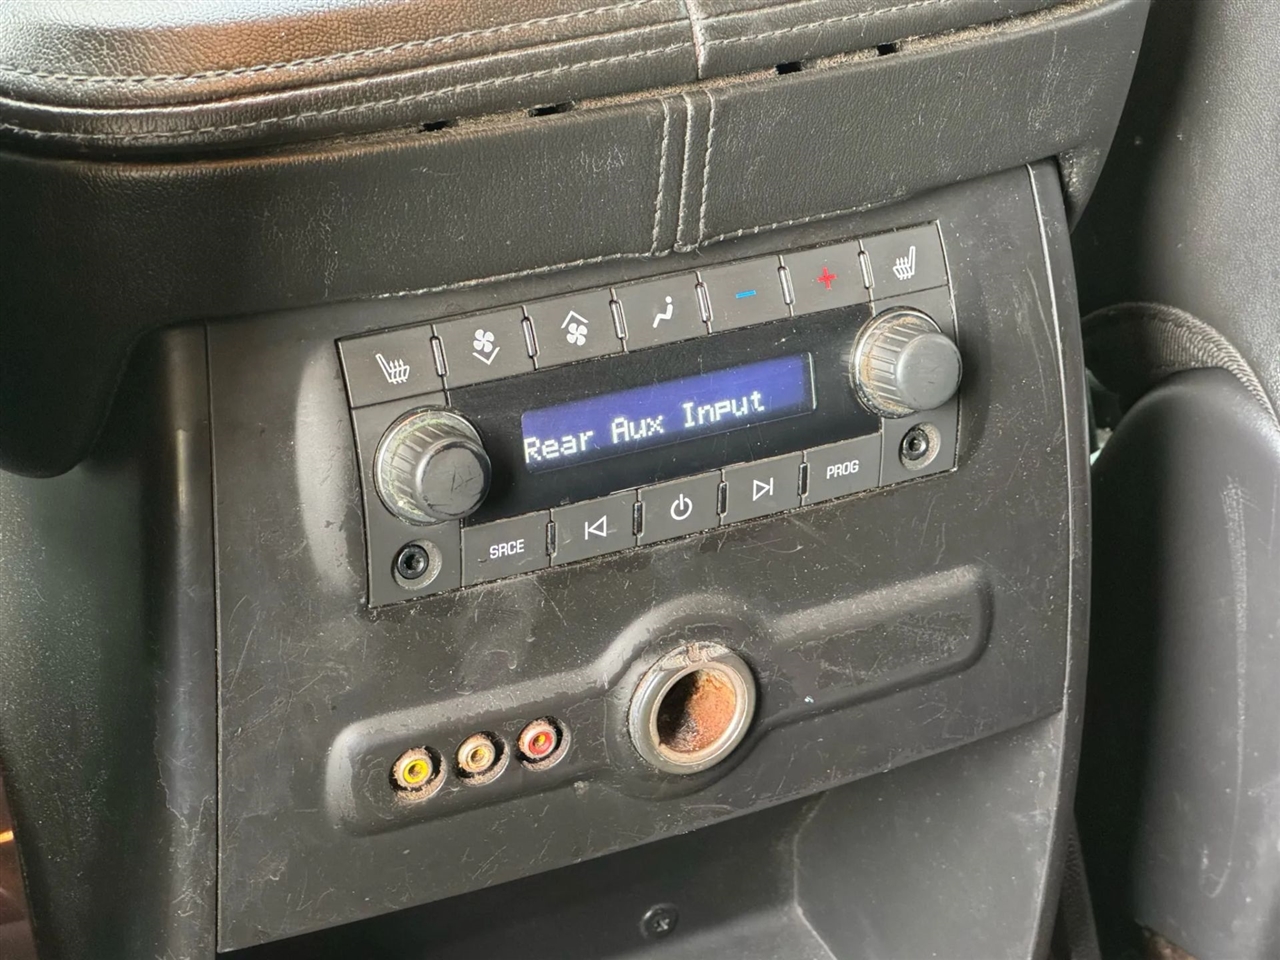 Rear Aux Input
SRCE
PROG